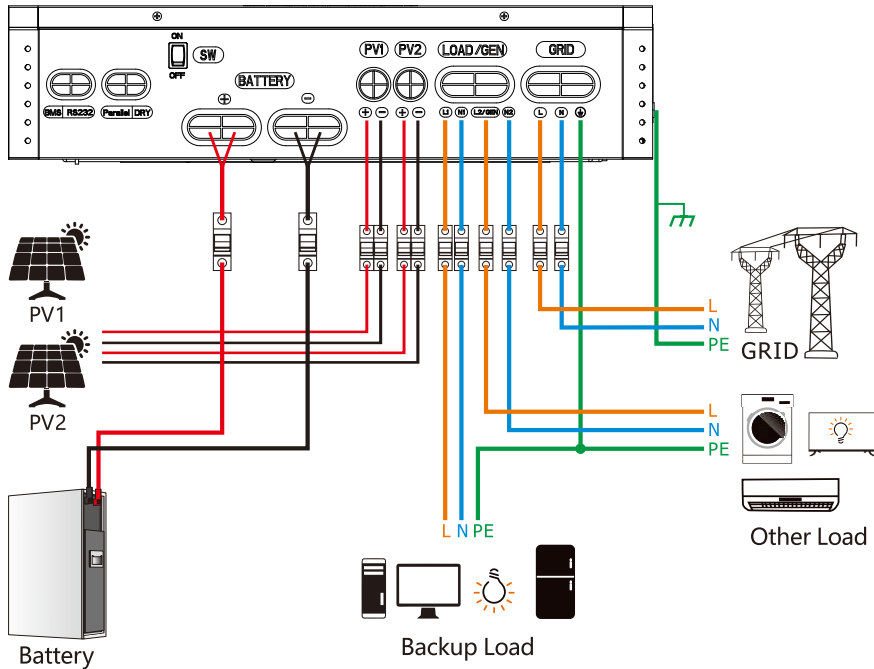 ON
OFF
SW
BATTERY
+ −
PV1
PV2
LOAD/GEN
GRID
BMS RS232
Parallel DRY
+ − + −
L1 N1 L2/GEN N2
L N
PV1
PV2
L
N
PE
GRID
L
N
PE
Other Load
L N PE
Backup Load
Battery